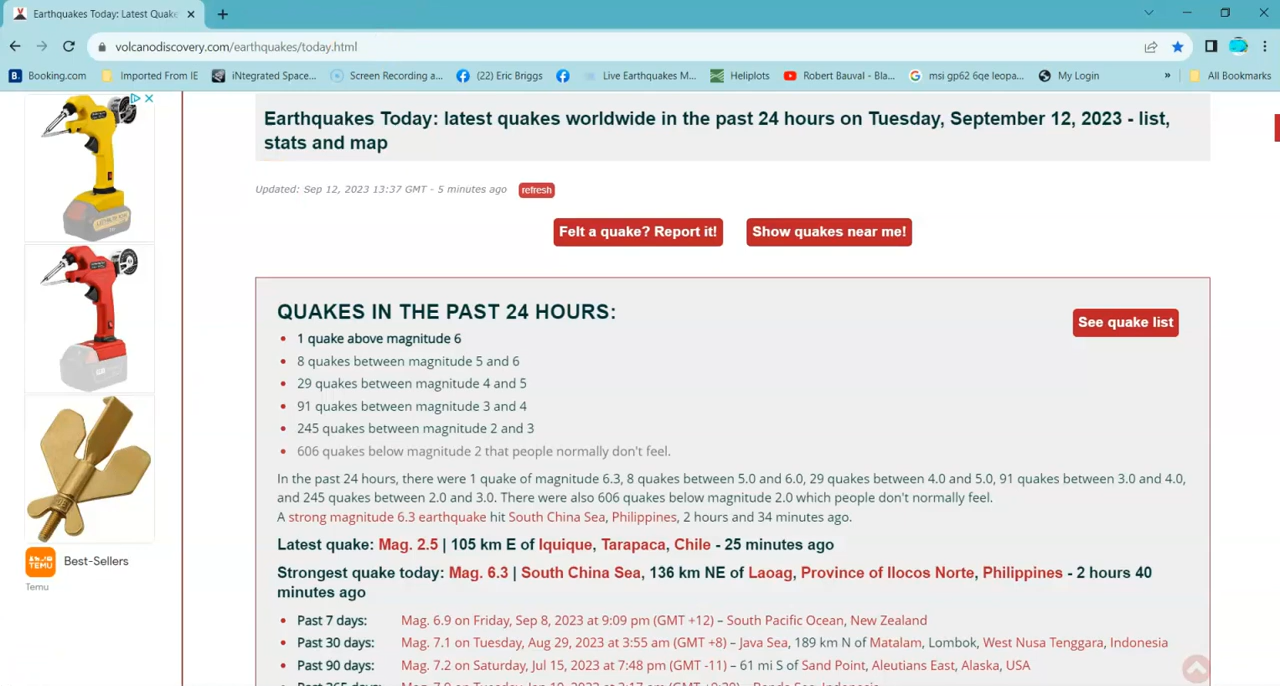 Earthquakes Today: Latest Quake
volcanodiscovery.com/earthquakes/today.html
Booking.com
Imported From IE
iNtegrated Space...
Screen Recording a...
(22) Eric Briggs
Live Earthquakes M...
Heliplots
Robert Bauval - Bla...
msi gp62 6qe leopa...
My Login
»
All Bookmarks
Earthquakes Today: latest quakes worldwide in the past 24 hours on Tuesday, September 12, 2023 - list,
stats and map
Updated: Sep 12, 2023 13:37 GMT - 5 minutes ago refresh
Felt a quake? Report it! Show quakes near me!
QUAKES IN THE PAST 24 HOURS:
See quake list
1 quake above magnitude 6
8 quakes between magnitude 5 and 6
29 quakes between magnitude 4 and 5
91 quakes between magnitude 3 and 4
245 quakes between magnitude 2 and 3
606 quakes below magnitude 2 that people normally don't feel.
In the past 24 hours, there were 1 quake of magnitude 6.3, 8 quakes between 5.0 and 6.0, 29 quakes between 4.0 and 5.0, 91 quakes between 3.0 and 4.0,
and 245 quakes between 2.0 and 3.0. There were also 606 quakes below magnitude 2.0 which people don't normally feel.
A strong magnitude 6.3 earthquake hit South China Sea, Philippines, 2 hours and 34 minutes ago.
Latest quake: Mag. 2.5 | 105 km E of Iquique, Tarapaca, Chile - 25 minutes ago
Strongest quake today: Mag. 6.3 | South China Sea, 136 km NE of Laoag, Province of Ilocos Norte, Philippines - 2 hours 40
minutes ago
Past 7 days: Mag. 6.9 on Friday, Sep 8, 2023 at 9:09 pm (GMT +12) – South Pacific Ocean, New Zealand
Past 30 days: Mag. 7.1 on Tuesday, Aug 29, 2023 at 3:55 am (GMT +8) – Java Sea, 189 km N of Matalam, Lombok, West Nusa Tenggara, Indonesia
Past 90 days: Mag. 7.2 on Saturday, Jul 15, 2023 at 7:48 pm (GMT -11) – 61 mi S of Sand Point, Aleutians East, Alaska, USA
TEMU
Best-Sellers
Temu